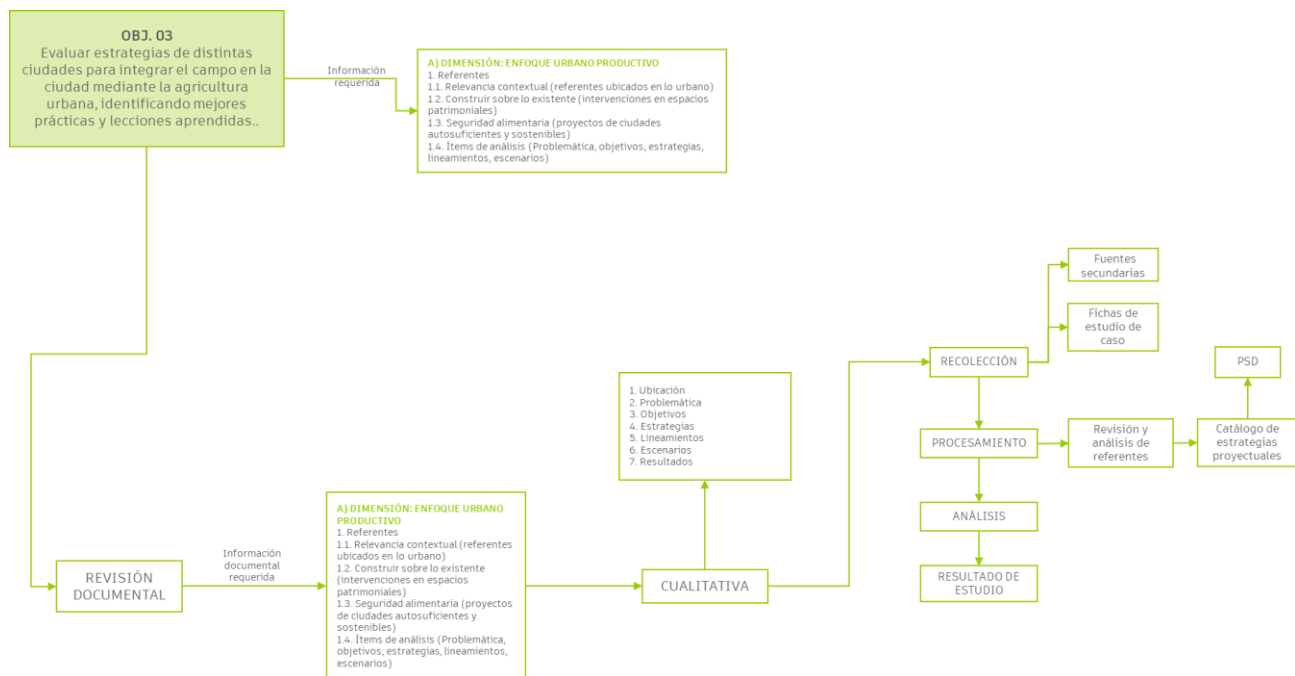 OBJ. 03
Evaluar estrategias de distintas
ciudades para integrar el campo en la
ciudad mediante la agricultura
urbana, identificando mejores
prácticas y lecciones aprendidas..
Información
requerida
A) DIMENSIÓN: ENFOQUE URBANO PRODUCTIVO
1. Referentes
1.1. Relevancia contextual (referentes ubicados en lo urbano)
1.2. Construir sobre lo existente (intervenciones en espacios
patrimoniales)
1.3. Seguridad alimentaria (proyectos de ciudades
autosuficientes y sostenibles)
1.4. Ítems de análisis (Problemática, objetivos, estrategias,
lineamientos, escenarios)
REVISIÓN
DOCUMENTAL
Información
documental
requerida
A) DIMENSIÓN: ENFOQUE URBANO
PRODUCTIVO
1. Referentes
1.1. Relevancia contextual (referentes
ubicados en lo urbano)
1.2. Construir sobre lo existente
(intervenciones en espacios
patrimoniales)
1.3. Seguridad alimentaria (proyectos
de ciudades autosuficientes y
sostenibles)
1.4. Ítems de análisis (Problemática,
objetivos, estrategias, lineamientos,
escenarios)
1. Ubicación
2. Problemática
3. Objetivos
4. Estrategias
5. Lineamientos
6. Escenarios
7. Resultados
CUALITATIVA
RECOLECCIÓN
Fuentes
secundarias
Fichas de
estudio de
caso
PROCESAMIENTO
Revisión y
análisis de
referentes
Catálogo de
estrategias
proyectuales
PSD
ANÁLISIS
RESULTADO DE
ESTUDIO